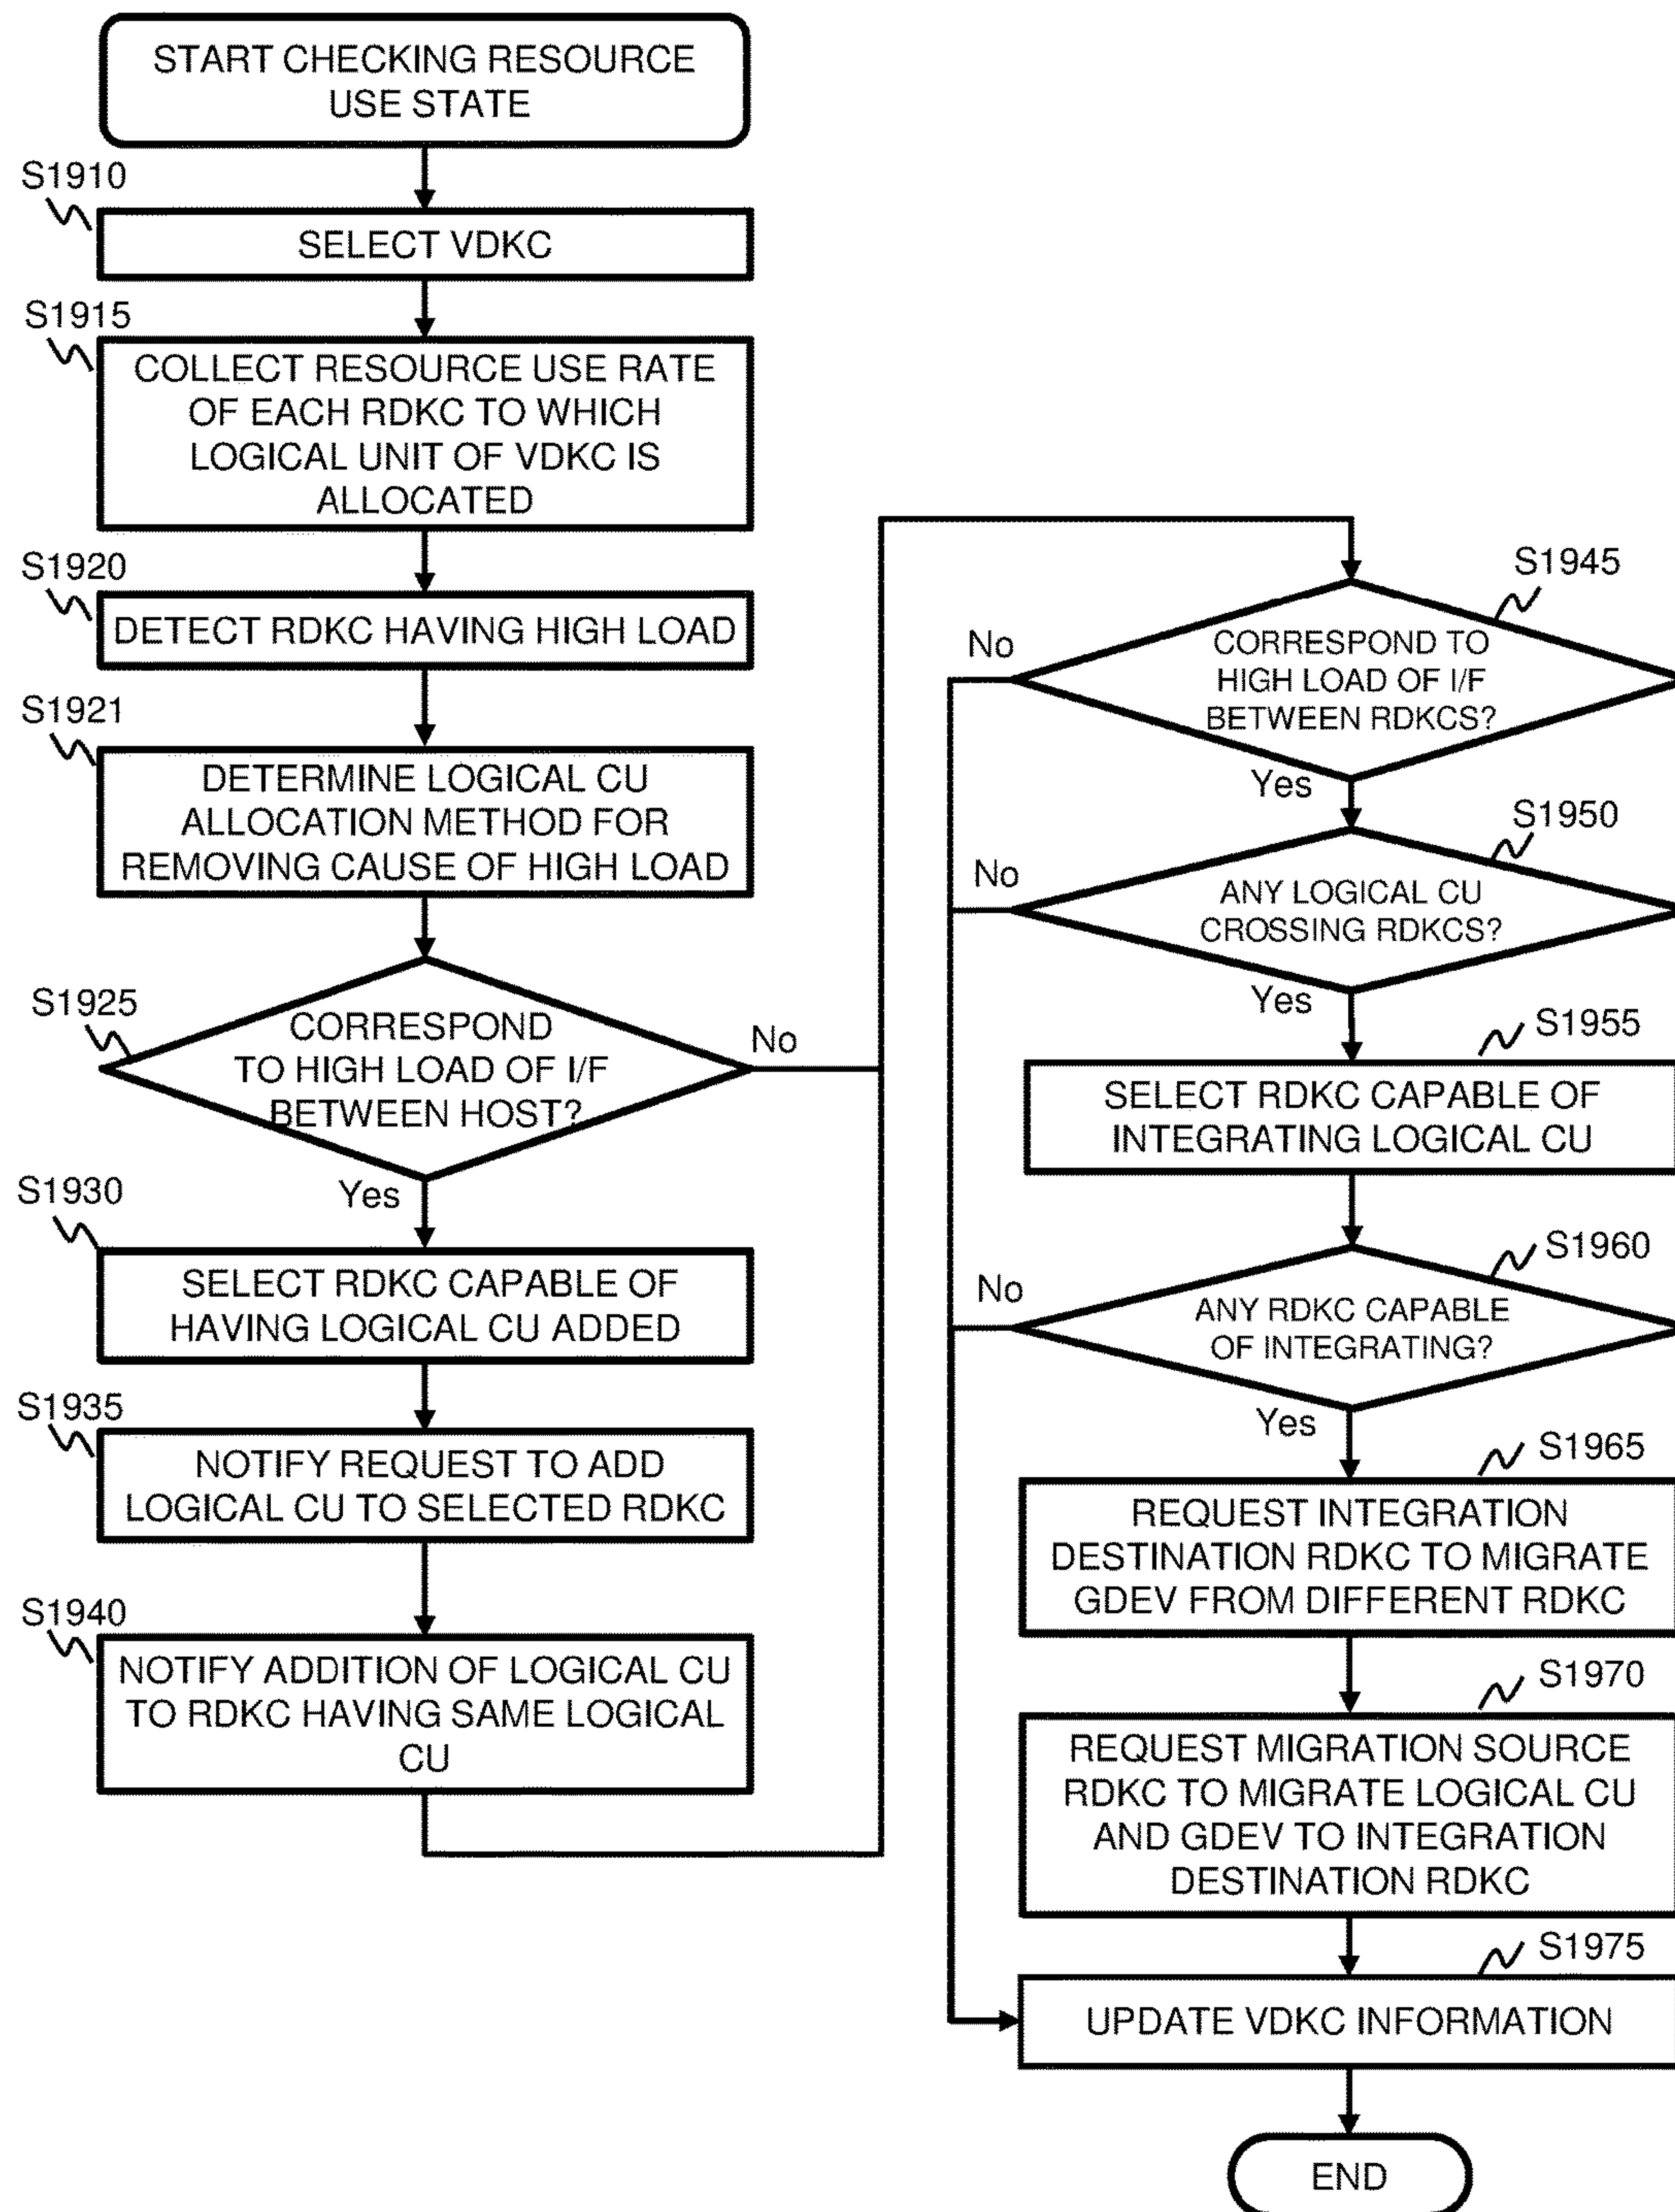 START CHECKING RESOURCE
USE STATE
S1910
SELECT VDKC
S1915
COLLECT RESOURCE USE RATE
OF EACH RDKC TO WHICH
LOGICAL UNIT OF VDKC IS
ALLOCATED
S1920
DETECT RDKC HAVING HIGH LOAD
S1921
DETERMINE LOGICAL CU
ALLOCATION METHOD FOR
REMOVING CAUSE OF HIGH LOAD
S1925
CORRESPOND
TO HIGH LOAD OF I/F
BETWEEN HOST?
No
Yes
S1930
SELECT RDKC CAPABLE OF
HAVING LOGICAL CU ADDED
S1935
NOTIFY REQUEST TO ADD
LOGICAL CU TO SELECTED RDKC
S1940
NOTIFY ADDITION OF LOGICAL CU
TO RDKC HAVING SAME LOGICAL
CU
S1945
No
CORRESPOND TO
HIGH LOAD OF I/F
BETWEEN RDKCS?
Yes
S1950
No
ANY LOGICAL CU
CROSSING RDKCS?
Yes
S1955
SELECT RDKC CAPABLE OF
INTEGRATING LOGICAL CU
S1960
No
ANY RDKC CAPABLE
OF INTEGRATING?
Yes
S1965
REQUEST INTEGRATION
DESTINATION RDKC TO MIGRATE
GDEV FROM DIFFERENT RDKC
S1970
REQUEST MIGRATION SOURCE
RDKC TO MIGRATE LOGICAL CU
AND GDEV TO INTEGRATION
DESTINATION RDKC
S1975
UPDATE VDKC INFORMATION
END